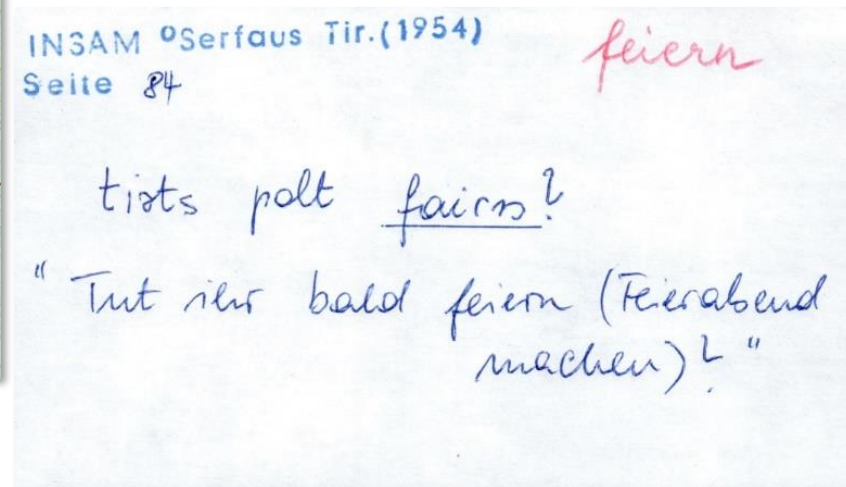 INSAM °Serfaus Tir.(1954)
feiern
Seite 84
tiəts polt fairn?
" Tut ihr bald feiern (Feierabend
machen)? "